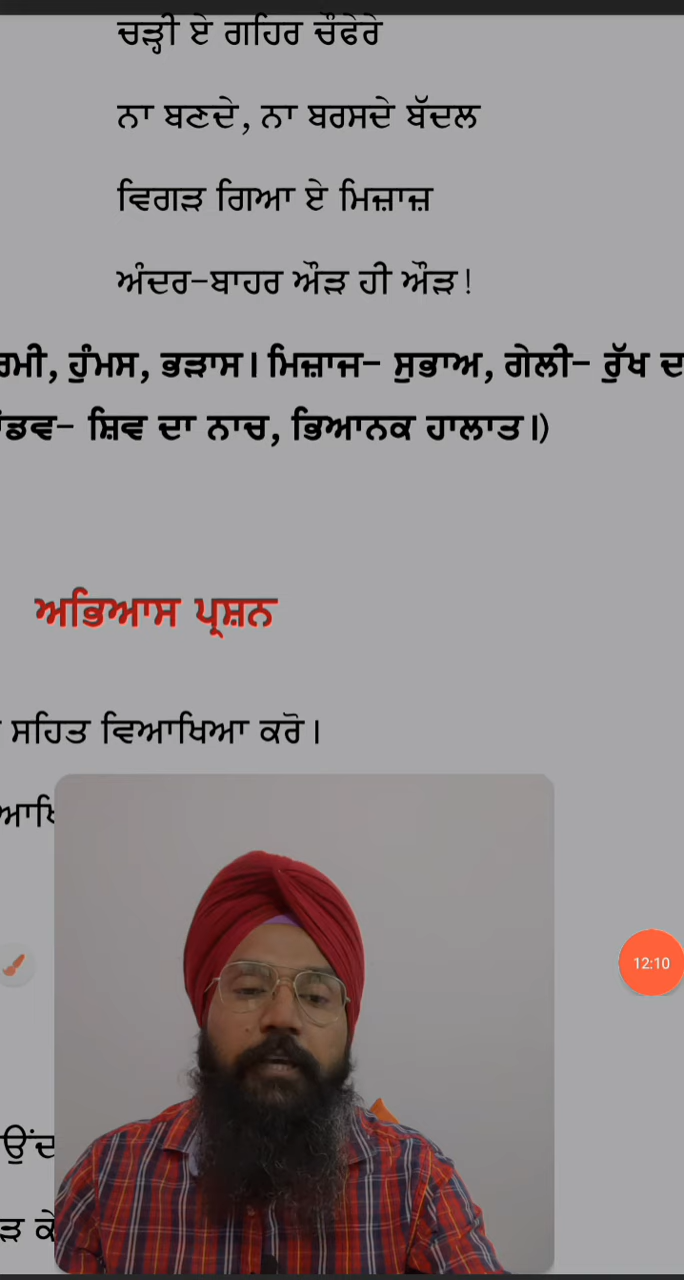 ਚੜ੍ਹੀ ਏ ਗਹਿਰ ਚੌਫੇਰੇ
ਨਾ ਬਣਦੇ, ਨਾ ਬਰਸਦੇ ਬੱਦਲ
ਵਿਗੜ ਗਿਆ ਏ ਮਿਜ਼ਾਜ਼
ਅੰਦਰ-ਬਾਹਰ ਔੜ ਹੀ ਔੜ!
ਹੁੰਮਸ, ਭੜਾਸ। ਮਿਜ਼ਾਜ- ਸੁਭਾਅ, ਗੇਲੀ- ਰੁੱਖ ਦਾ
ਸ਼ਿਵ ਦਾ ਨਾਚ, ਭਿਆਨਕ ਹਾਲਾਤ।)
ਅਭਿਆਸ ਪ੍ਰਸ਼ਨ
ਸਹਿਤ ਵਿਆਖਿਆ ਕਰੋ।
12:10